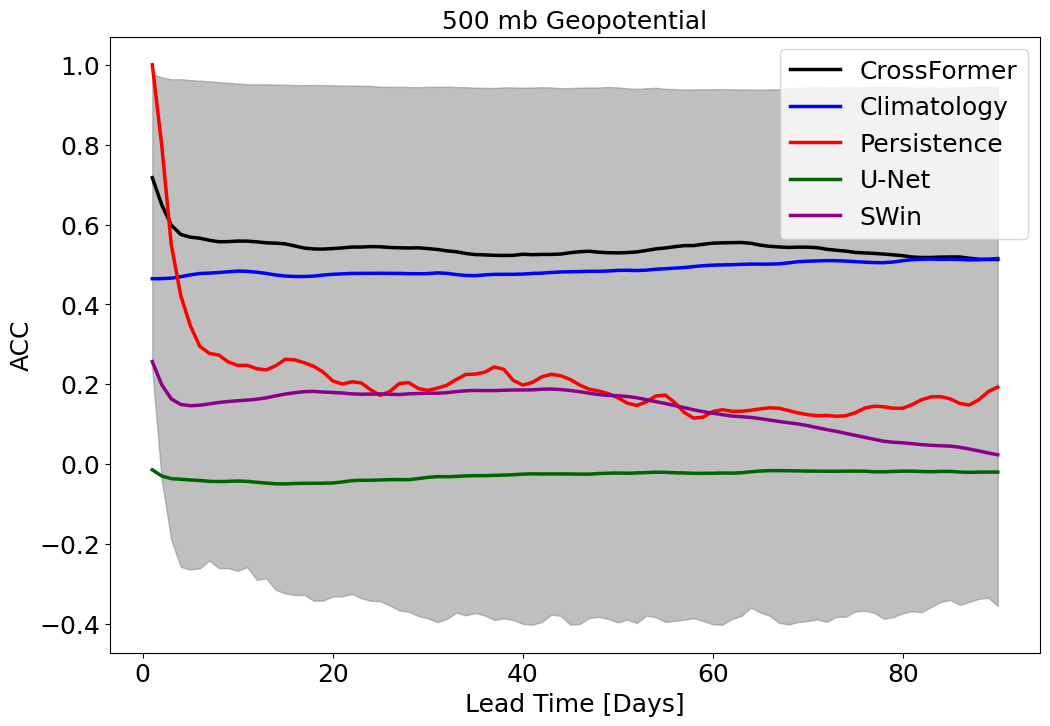 500 mb Geopotential
1.0
0.8
0.6
0.4
0.2
0.0
−0.2
−0.4
ACC
CrossFormer
Climatology
Persistence
U-Net
SWin
0 20 40 60 80
Lead Time [Days]